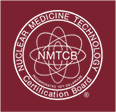 NUCLEAR MEDICINE TECHNOLOGY
NMTCB
Certification Board
®